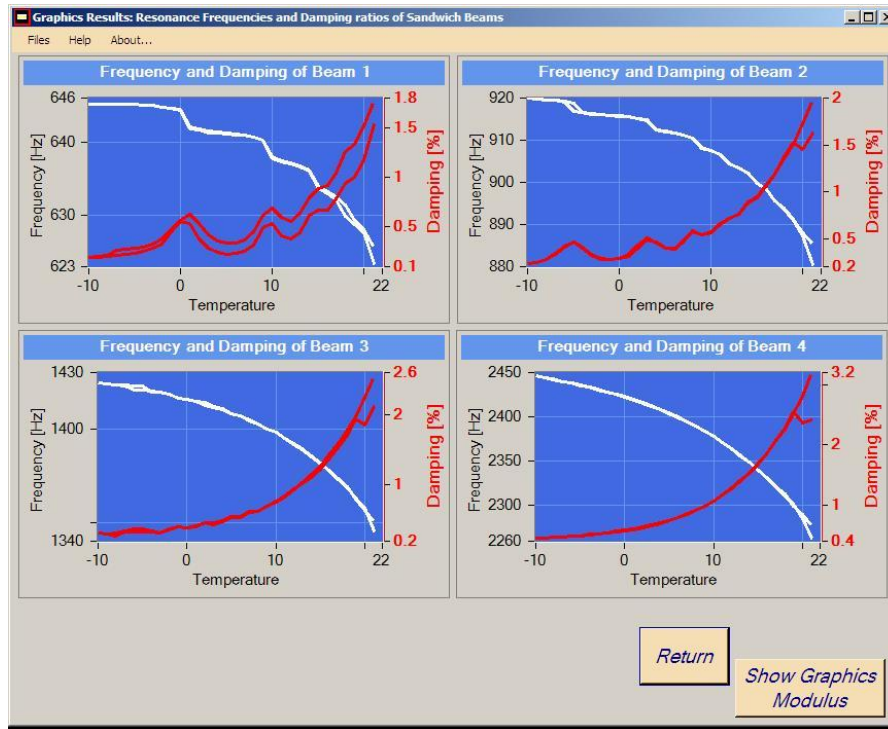 Graphics Results: Resonance Frequencies and Damping ratios of Sandwich Beams
Files Help About...
Frequency and Damping of Beam 1
Frequency [Hz]
646
640
630
623
-10 0 10 22
Temperature
1.8
1.5
1
0.5
0.1
Damping [%]
Frequency and Damping of Beam 2
Frequency [Hz]
920
910
900
890
880
-10 0 10 22
Temperature
2
1.5
1
0.5
0.2
Damping [%]
Frequency and Damping of Beam 3
Frequency [Hz]
1430
1400
1340
-10 0 10 22
Temperature
2.6
2
1
0.2
Damping [%]
Frequency and Damping of Beam 4
Frequency [Hz]
2450
2400
2350
2300
2260
-10 0 10 22
Temperature
3.2
2
1
0.4
Damping [%]
Return
Show Graphics
Modulus